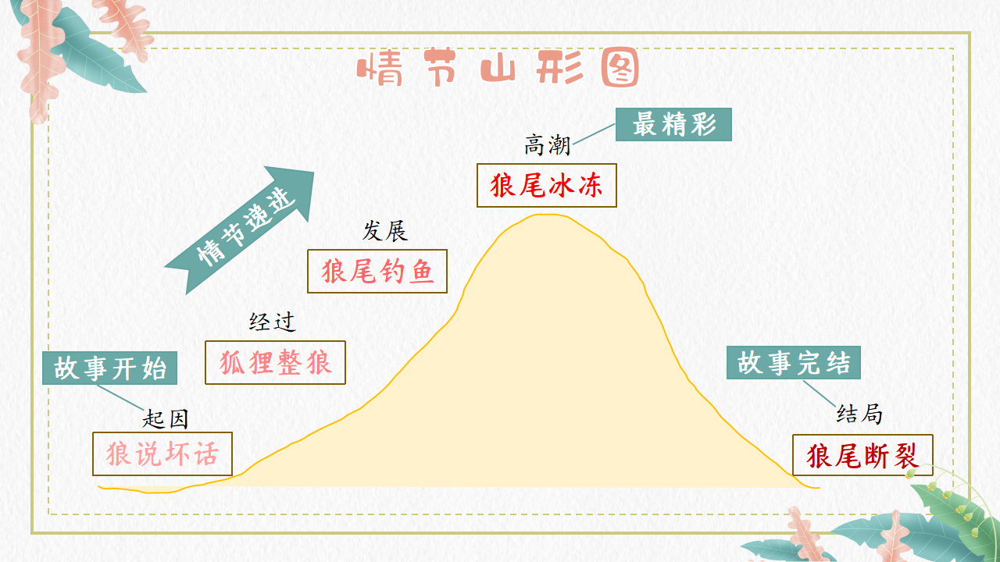 情节山形图
最精彩
高潮
狼尾冰冻
情节递进
发展
狼尾钓鱼
经过
狐狸整狼
故事开始
起因
狼说坏话
故事完结
结局
狼尾断裂